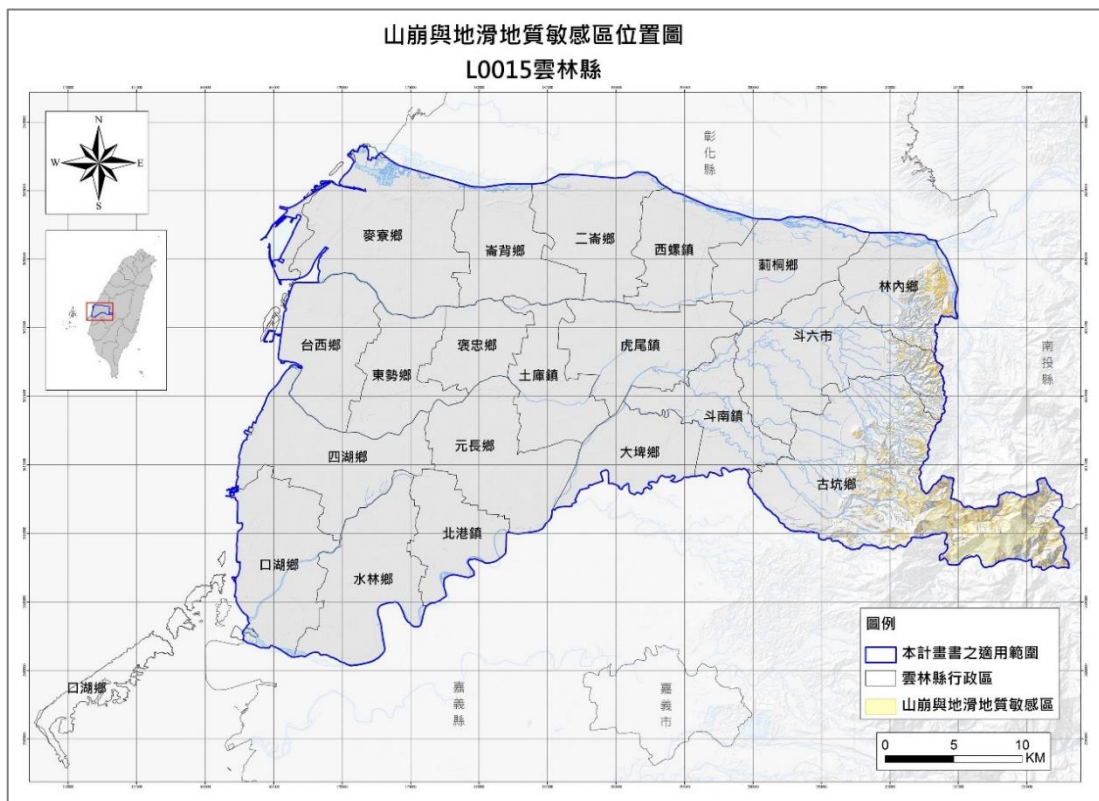 山崩與地滑地質敏感區位置圖
L0015雲林縣
N
W
E
S
彰化縣
麥寮鄉
崙背鄉
二崙鄉
西螺鎮
莿桐鄉
林內鄉
斗六市
南投縣
台西鄉
東勢鄉
褒忠鄉
土庫鎮
虎尾鎮
斗南鎮
四湖鄉
元長鄉
大埤鄉
古坑鄉
北港鎮
口湖鄉
水林鄉
口湖鄉
嘉義縣
嘉義市
圖例
本計畫書之適用範圍
雲林縣行政區
山崩與地滑地質敏感區
0 5 10
KM